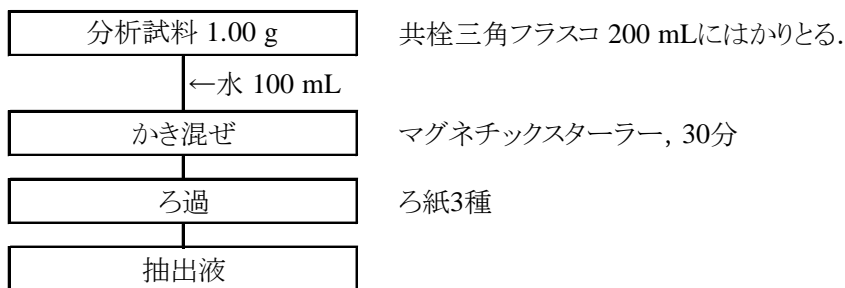 分析試料 1.00 g 共栓三角フラスコ 200 mLにはかりとる.
←水 100 mL
かき混ぜ マグネチックスターラー, 30分
ろ過 ろ紙3種
抽出液